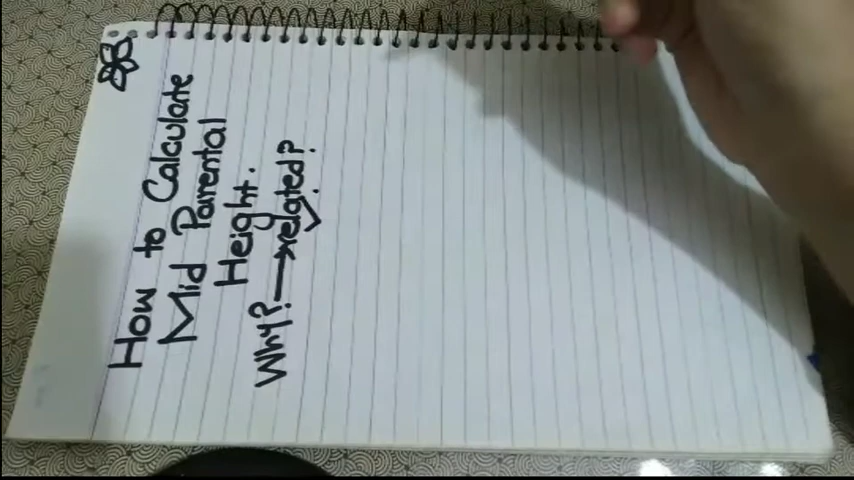 How to Calculate
Mid Parental
Height.
Why? → related?